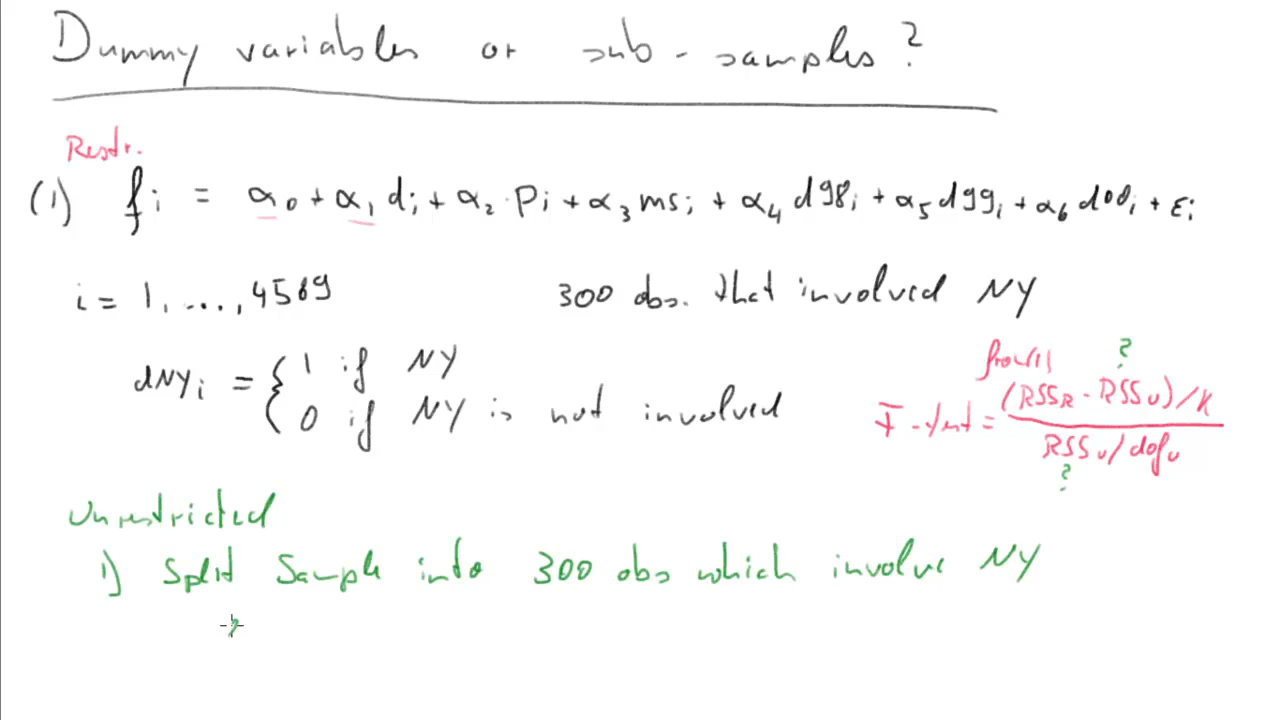 Dummy variables or sub-samples?
Restr.
(1) fi = α0 + α1 di + α2 · Pi + α3 msi + α4 d98i + α5 d99i + α6 d00i + εi
i = 1, ..., 4589 300 obs. that involved NY
dNYi = { 1 if NY
0 if NY is not involved
from(1) ?
F-test = (RSSR - RSSU)/K
RSSU/dofU
?
Unrestricted
1) Split Sample into 300 obs which involve NY